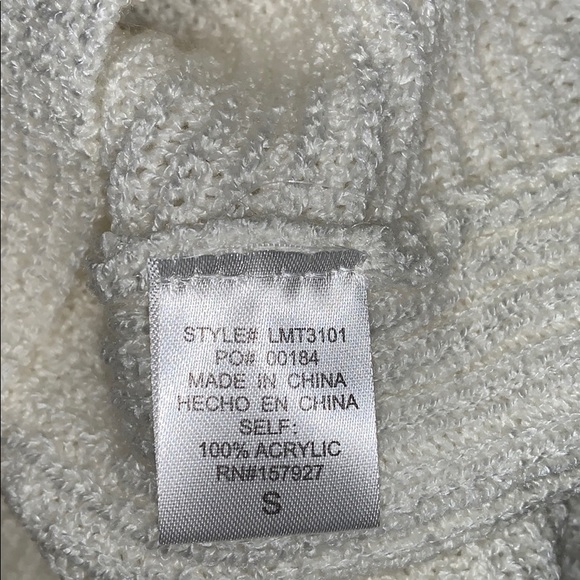 STYLE# LMT3101
PO# 00184
MADE IN CHINA
HECHO EN CHINA
SELF:
100% ACRYLIC
RN#157927
S